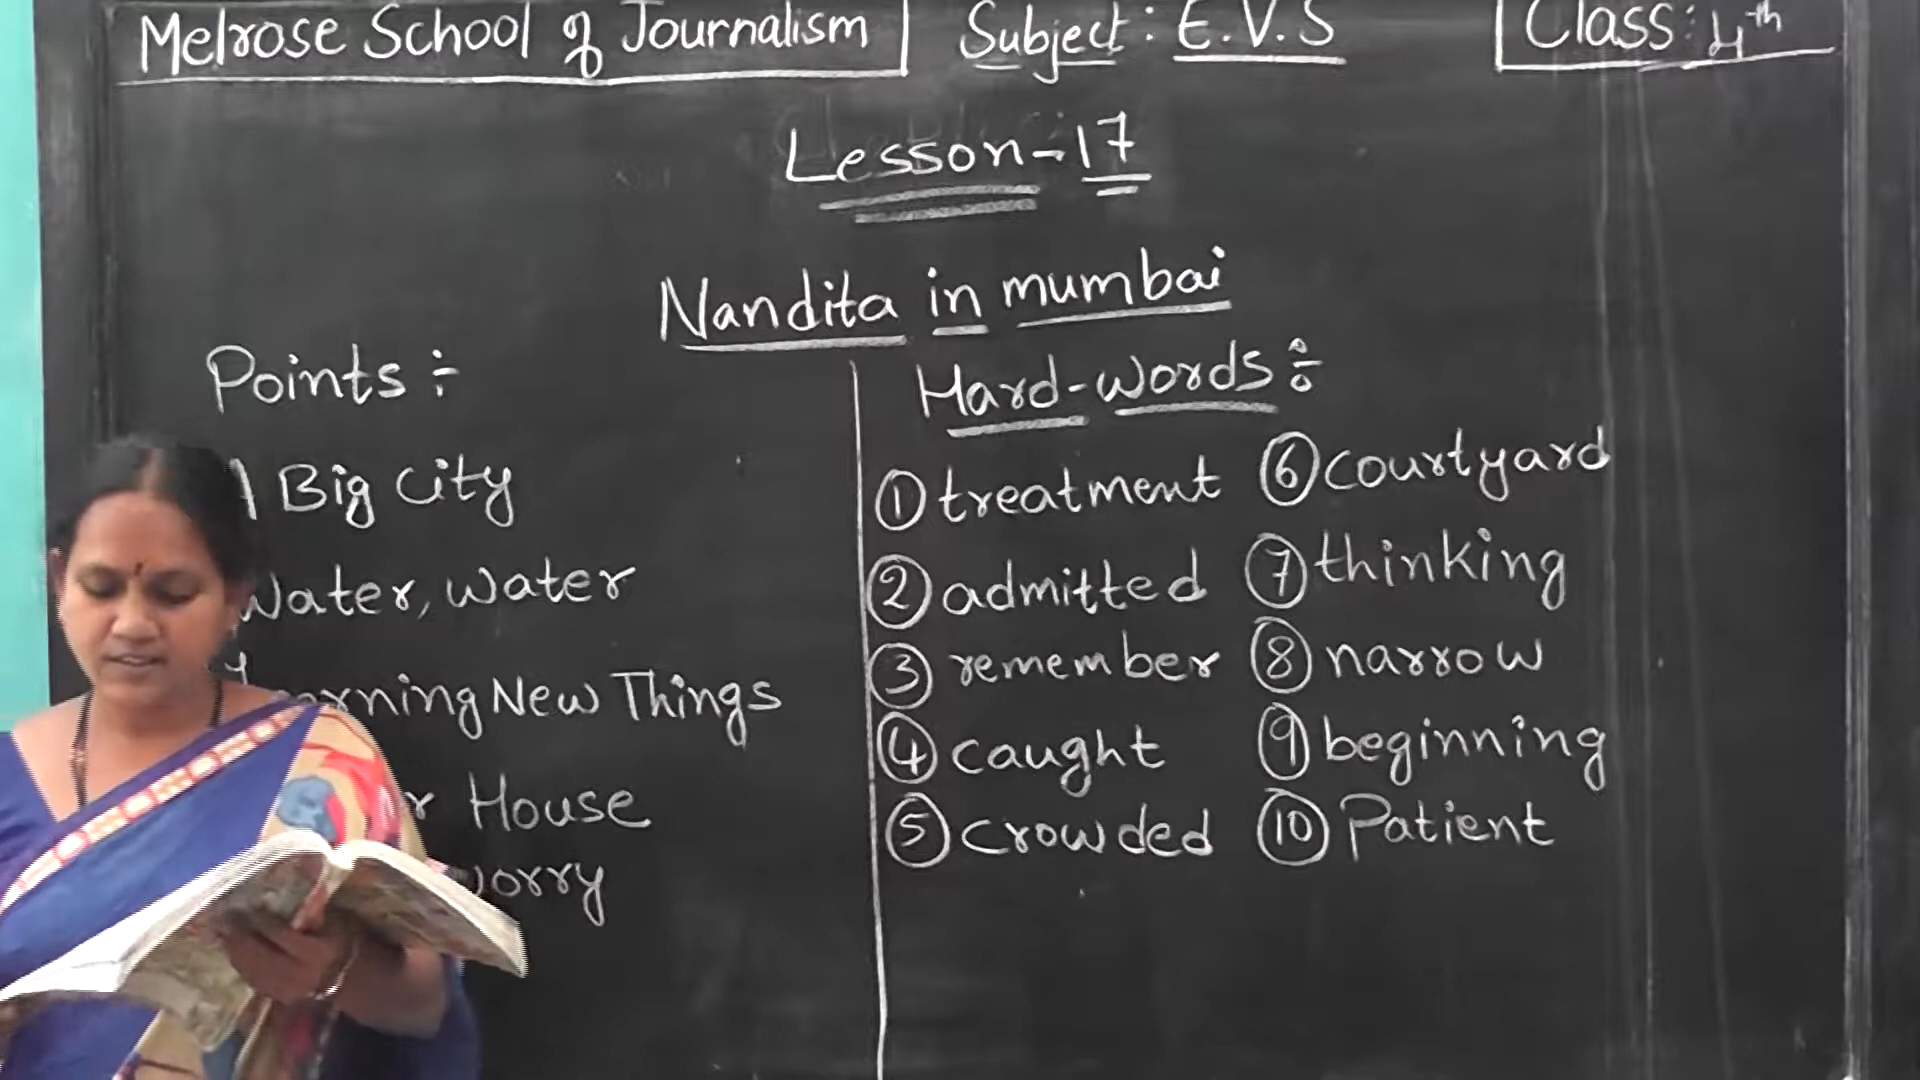 Melrose School of Journalism
Subject: E.V.S
Class: 4th
Lesson-17
Nandita in mumbai
Points ÷
Big City
Water, Water
New Things
House
Hard-words ÷
① treatment
② admitted
③ remember
④ caught
⑤ crowded
⑥ courtyard
⑦ thinking
⑧ narrow
⑨ beginning
⑩ Patient